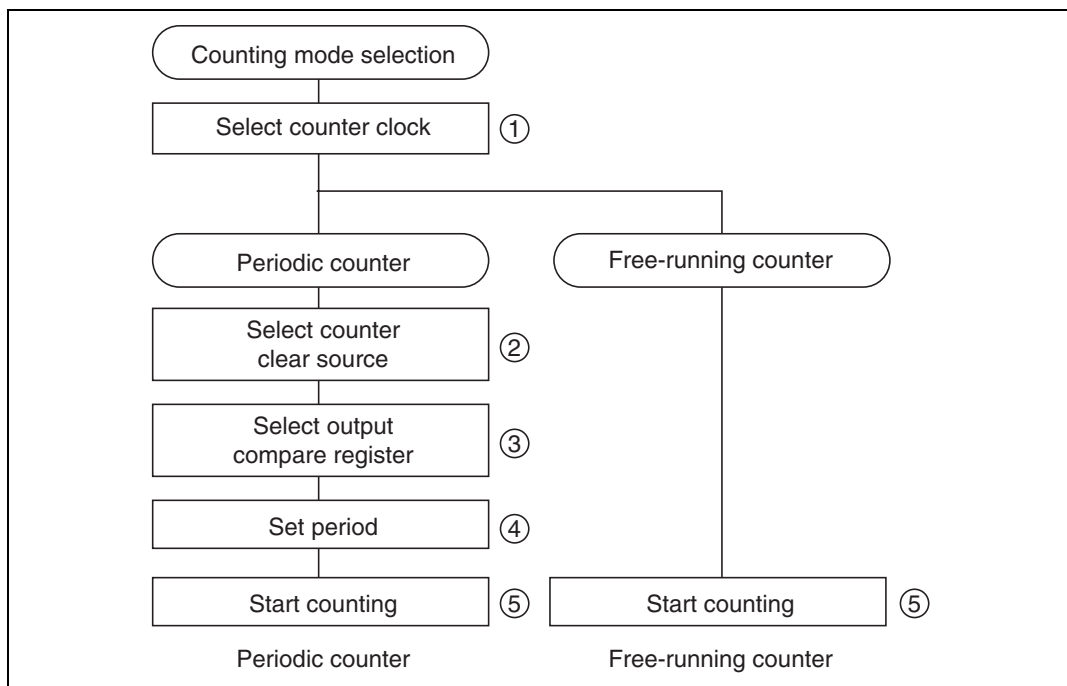 Counting mode selection
Select counter clock ①
Periodic counter
Free-running counter
Select counter
clear source ②
Select output
compare register ③
Set period ④
Start counting ⑤
Start counting ⑤
Periodic counter
Free-running counter